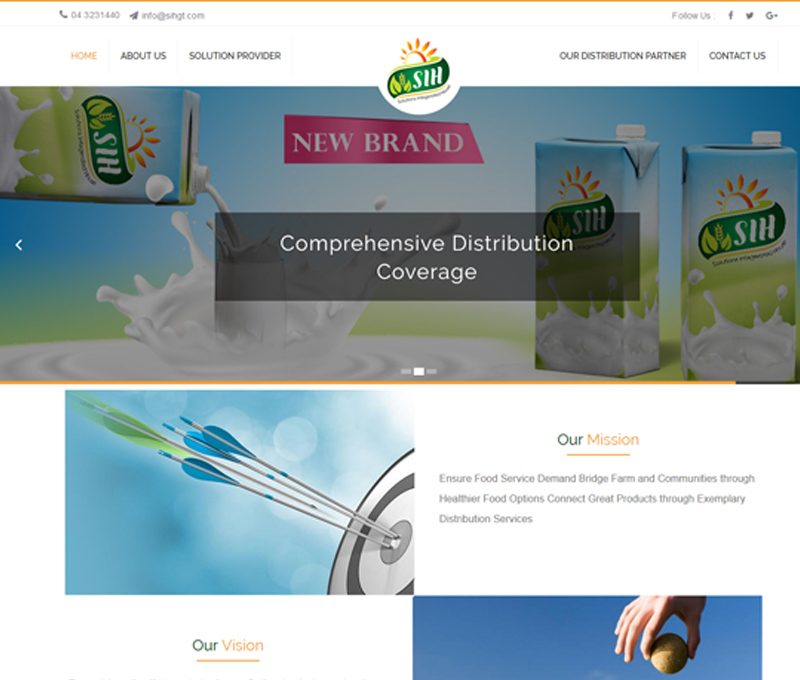 04 3231440 info@sihgt.com Follow Us :
HOME ABOUT US SOLUTION PROVIDER OUR DISTRIBUTION PARTNER CONTACT US
SIH
SIH
NEW BRAND
SIH
SIH
Comprehensive Distribution
Coverage
Our Mission
Ensure Food Service Demand Bridge Farm and Communities through
Healthier Food Options Connect Great Products through Exemplary
Distribution Services
Our Vision